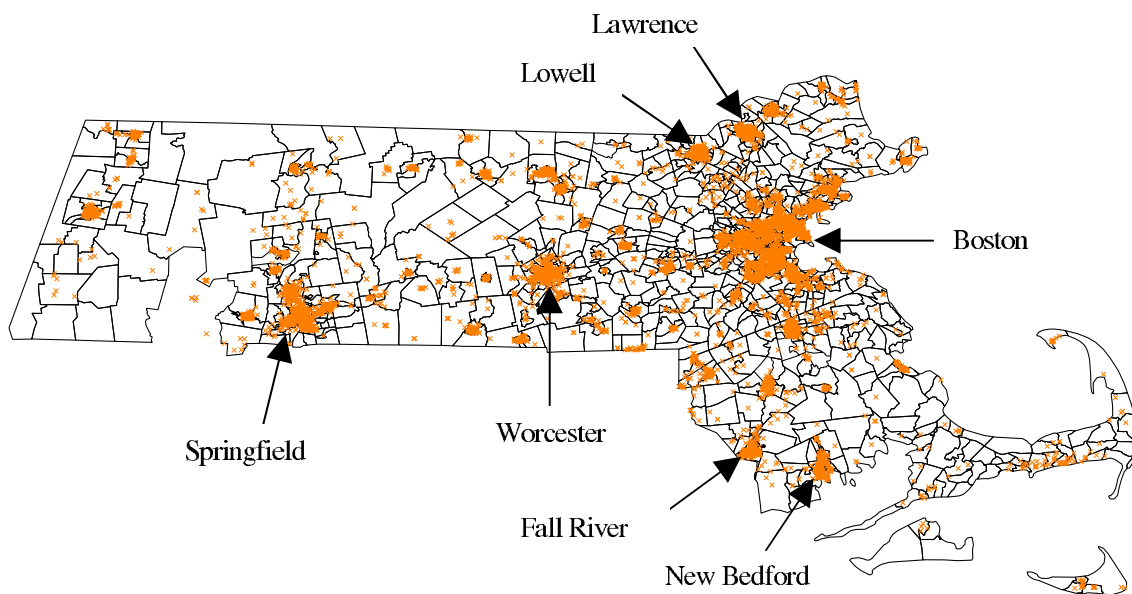 Lawrence
Lowell
Boston
Worcester
Springfield
Fall River
New Bedford